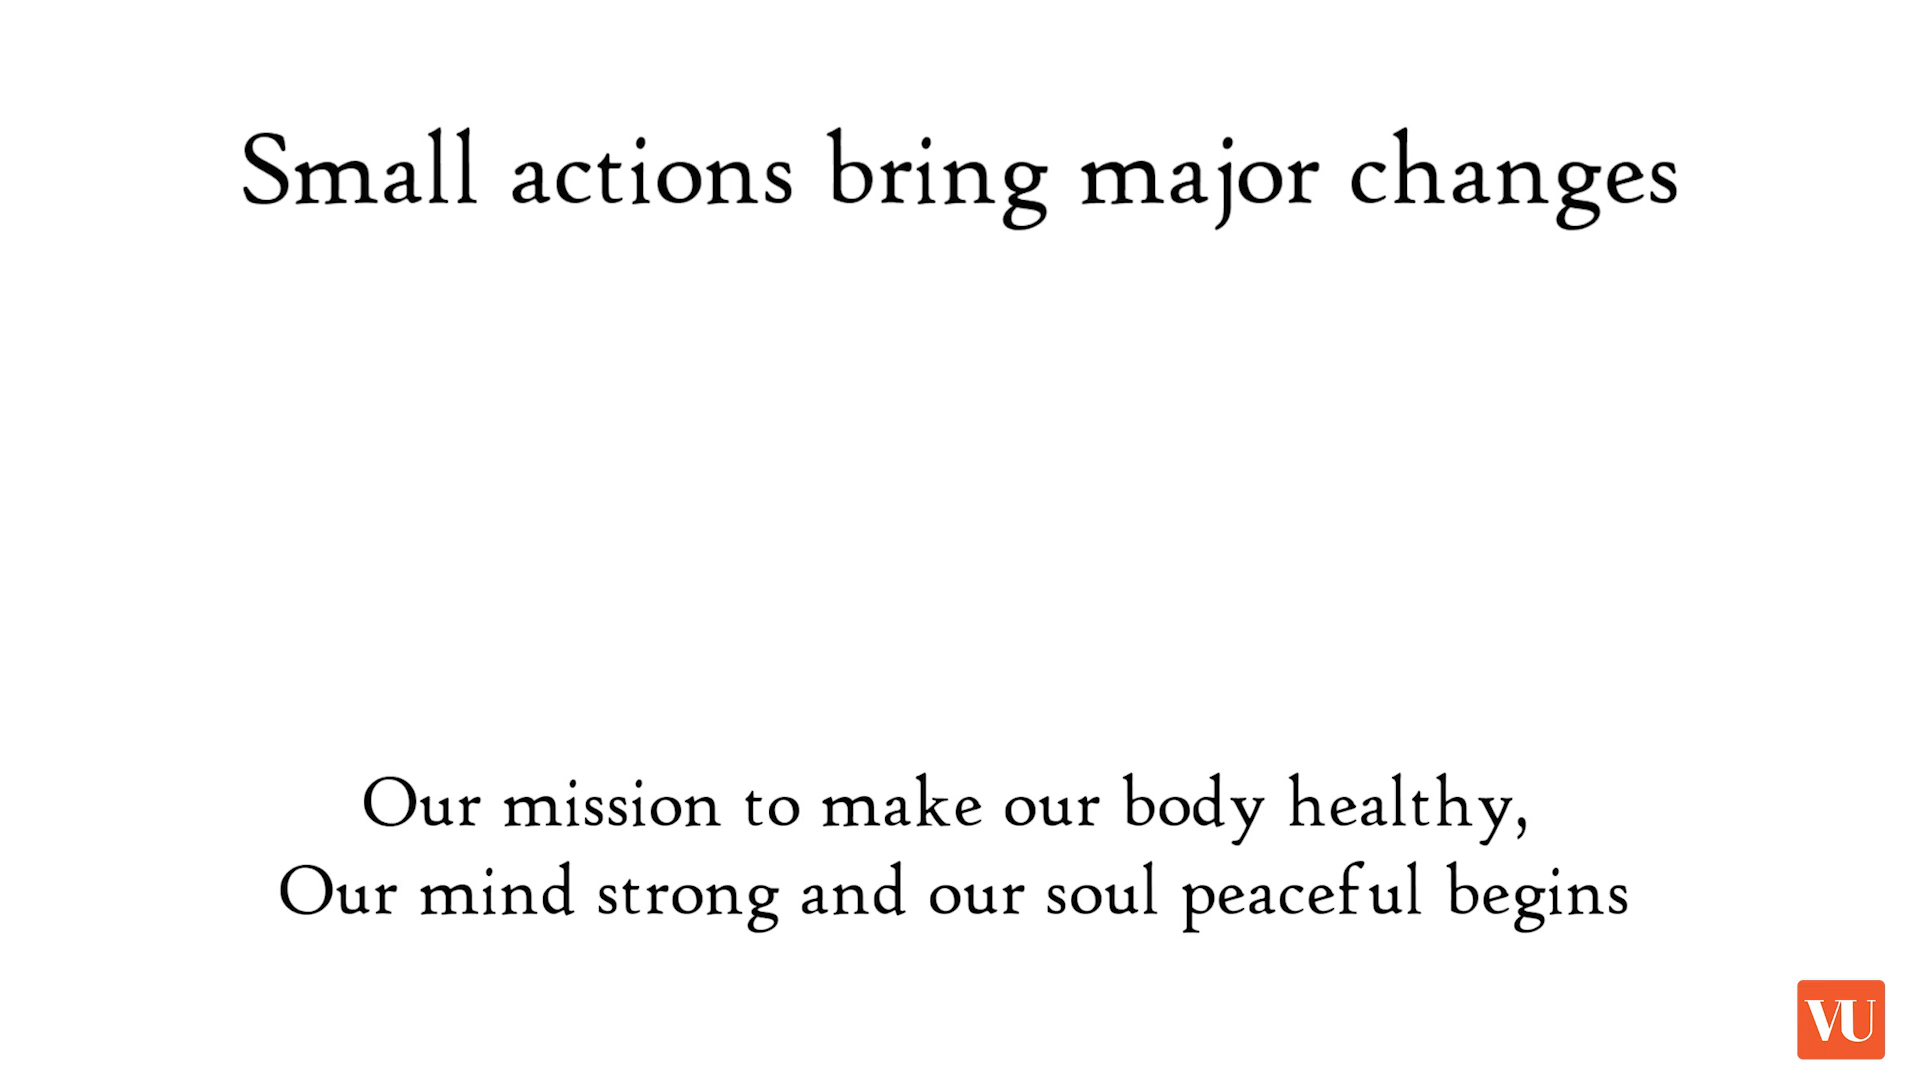 Small actions bring major changes
Our mission to make our body healthy,
Our mind strong and our soul peaceful begins
VU